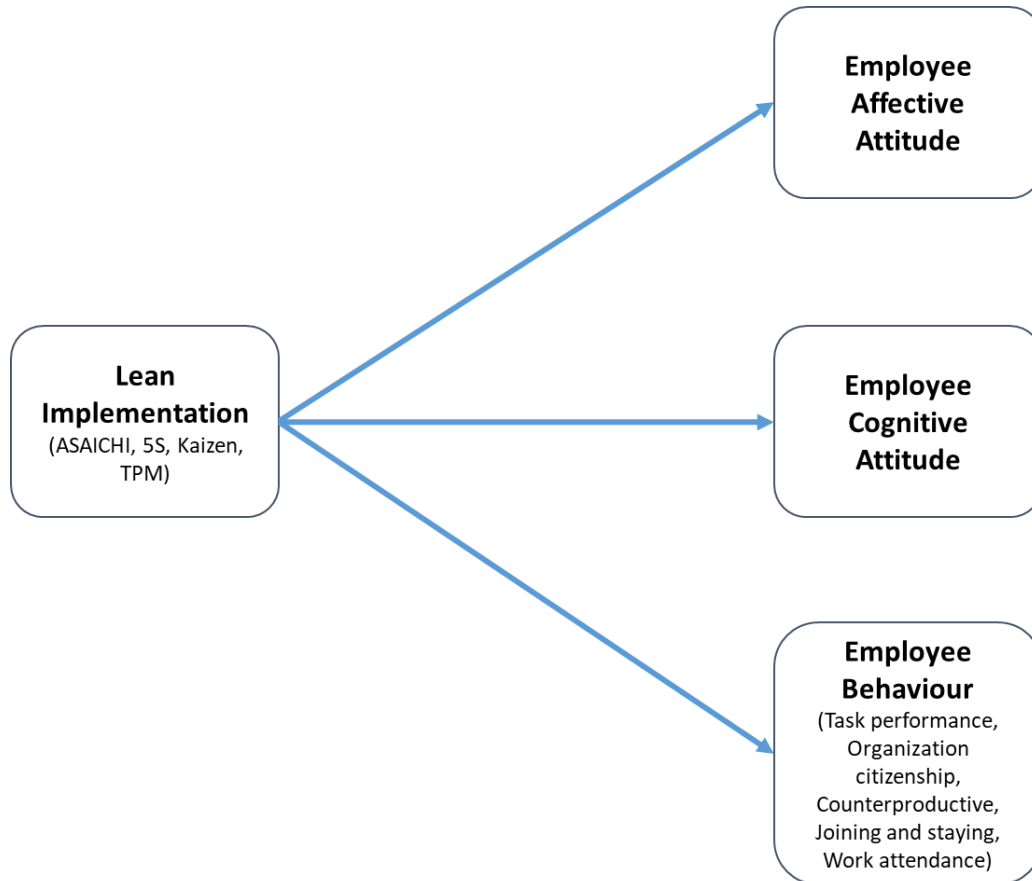 Employee
Affective
Attitude
Lean
Implementation
(ASAICHI, 5S, Kaizen,
TPM)
Employee
Cognitive
Attitude
Employee
Behaviour
(Task performance,
Organization
citizenship,
Counterproductive,
Joining and staying,
Work attendance)